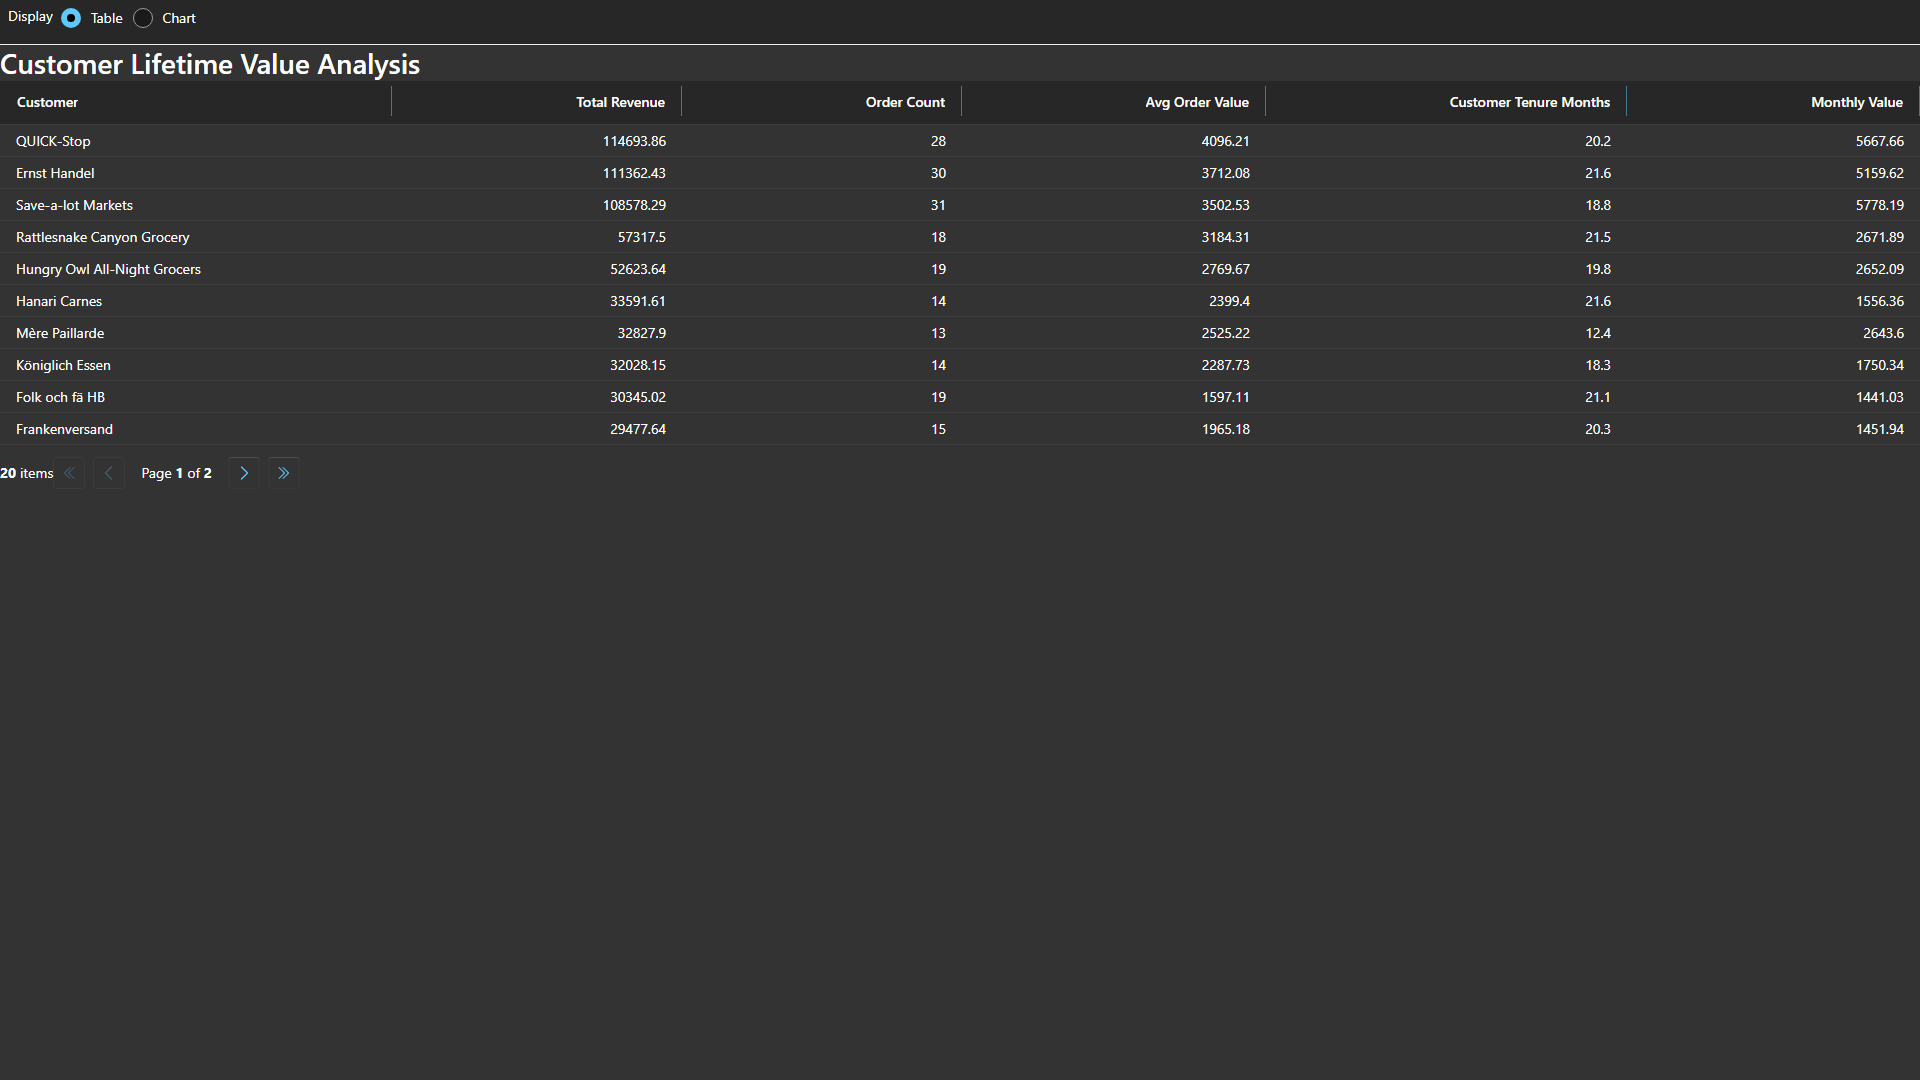 Display Table Chart
Customer Lifetime Value Analysis
Customer Total Revenue Order Count Avg Order Value Customer Tenure Months Monthly Value
QUICK-Stop 114693.86 28 4096.21 20.2 5667.66
Ernst Handel 111362.43 30 3712.08 21.6 5159.62
Save-a-lot Markets 108578.29 31 3502.53 18.8 5778.19
Rattlesnake Canyon Grocery 57317.5 18 3184.31 21.5 2671.89
Hungry Owl All-Night Grocers 52623.64 19 2769.67 19.8 2652.09
Hanari Carnes 33591.61 14 2399.4 21.6 1556.36
Mère Paillarde 32827.9 13 2525.22 12.4 2643.6
Königlich Essen 32028.15 14 2287.73 18.3 1750.34
Folk och fä HB 30345.02 19 1597.11 21.1 1441.03
Frankenversand 29477.64 15 1965.18 20.3 1451.94
20 items Page 1 of 2